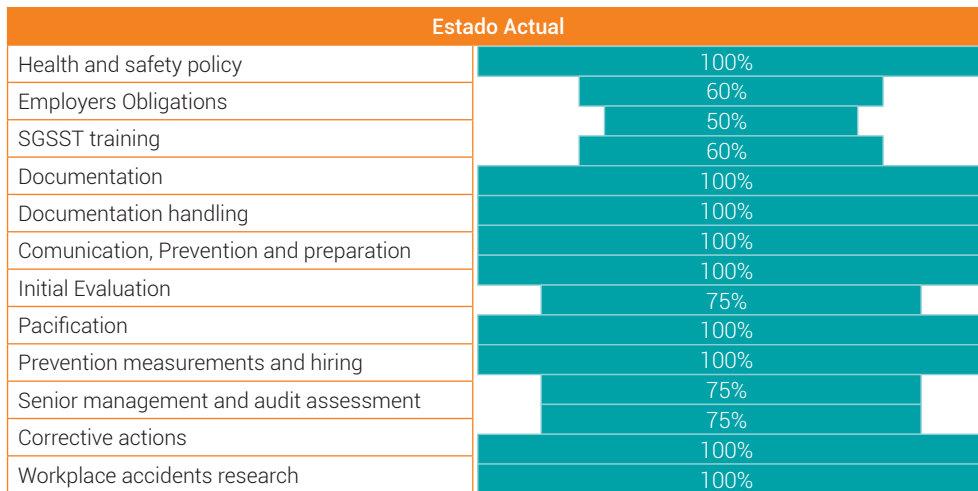 Estado Actual
Health and safety policy
Employers Obligations
SGSST training
Documentation
Documentation handling
Comunication, Prevention and preparation
Initial Evaluation
Pacification
Prevention measurements and hiring
Senior management and audit assessment
Corrective actions
Workplace accidents research
100%
60%
50%
60%
100%
100%
100%
100%
75%
100%
100%
75%
75%
100%
100%